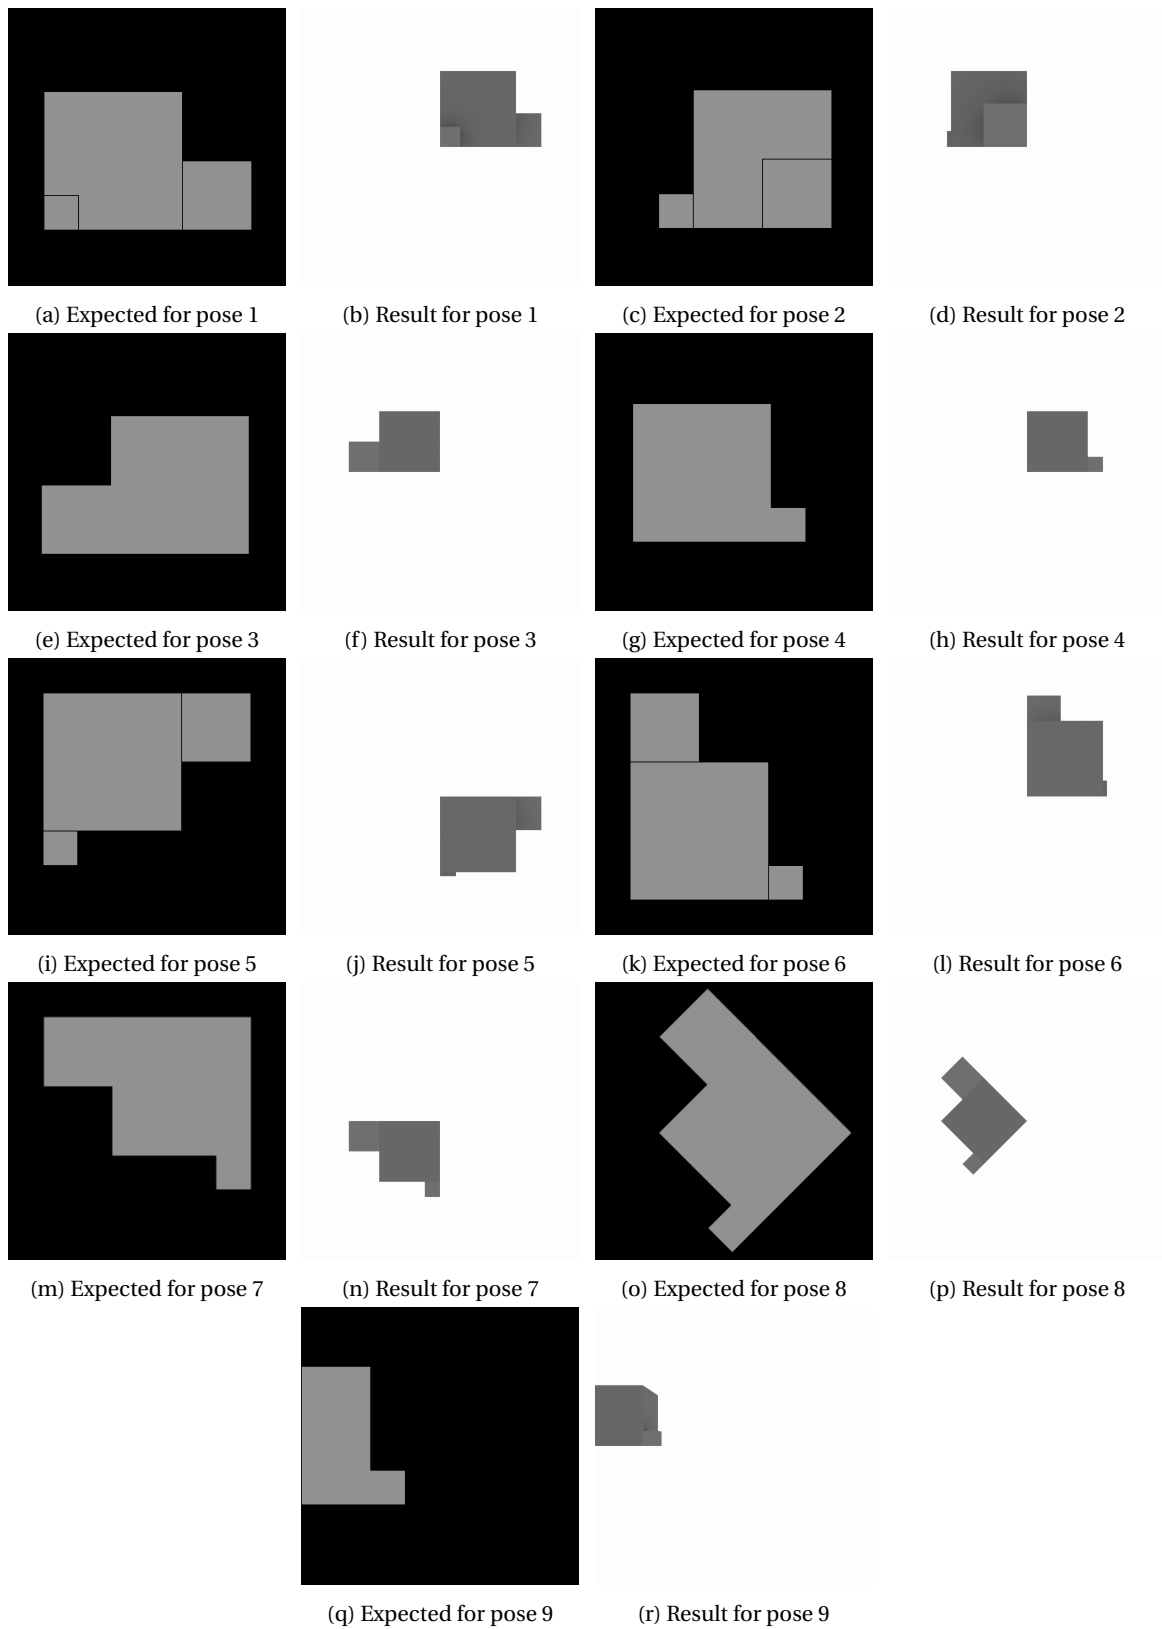 (a) Expected for pose 1
(b) Result for pose 1
(c) Expected for pose 2
(d) Result for pose 2
(e) Expected for pose 3
(f) Result for pose 3
(g) Expected for pose 4
(h) Result for pose 4
(i) Expected for pose 5
(j) Result for pose 5
(k) Expected for pose 6
(l) Result for pose 6
(m) Expected for pose 7
(n) Result for pose 7
(o) Expected for pose 8
(p) Result for pose 8
(q) Expected for pose 9
(r) Result for pose 9